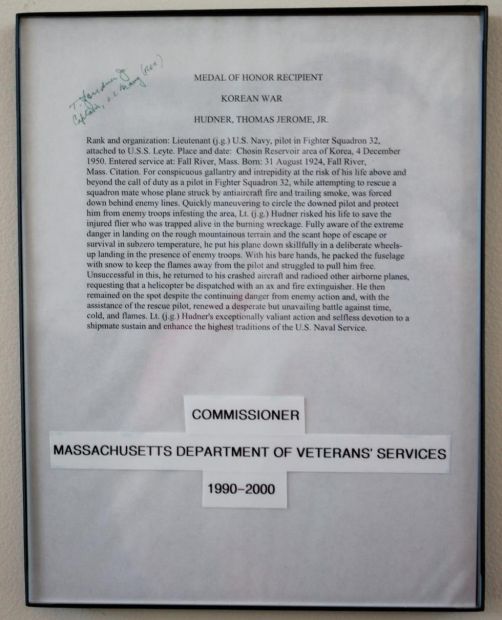 T. Hudner Jr
Captain, U.S. Navy (Ret)
MEDAL OF HONOR RECIPIENT
KOREAN WAR
HUDNER, THOMAS JEROME, JR.
Rank and organization: Lieutenant (j.g.) U.S. Navy, pilot in Fighter Squadron 32,
attached to U.S.S. Leyte. Place and date: Chosin Reservoir area of Korea, 4 December
1950. Entered service at: Fall River, Mass. Born: 31 August 1924, Fall River,
Mass. Citation. For conspicuous gallantry and intrepidity at the risk of his life above and
beyond the call of duty as a pilot in Fighter Squadron 32, while attempting to rescue a
squadron mate whose plane struck by antiaircraft fire and trailing smoke, was forced
down behind enemy lines. Quickly maneuvering to circle the downed pilot and protect
him from enemy troops infesting the area, Lt. (j.g.) Hudner risked his life to save the
injured flier who was trapped alive in the burning wreckage. Fully aware of the extreme
danger in landing on the rough mountainous terrain and the scant hope of escape or
survival in subzero temperature, he put his plane down skillfully in a deliberate wheels-
up landing in the presence of enemy troops. With his bare hands, he packed the fuselage
with snow to keep the flames away from the pilot and struggled to pull him free.
Unsuccessful in this, he returned to his crashed aircraft and radioed other airborne planes,
requesting that a helicopter be dispatched with an ax and fire extinguisher. He then
remained on the spot despite the continuing danger from enemy action and, with the
assistance of the rescue pilot, renewed a desperate but unavailing battle against time,
cold, and flames. Lt. (j.g.) Hudner's exceptionally valiant action and selfless devotion to a
shipmate sustain and enhance the highest traditions of the U.S. Naval Service.
COMMISSIONER
MASSACHUSETTS DEPARTMENT OF VETERANS' SERVICES
1990-2000